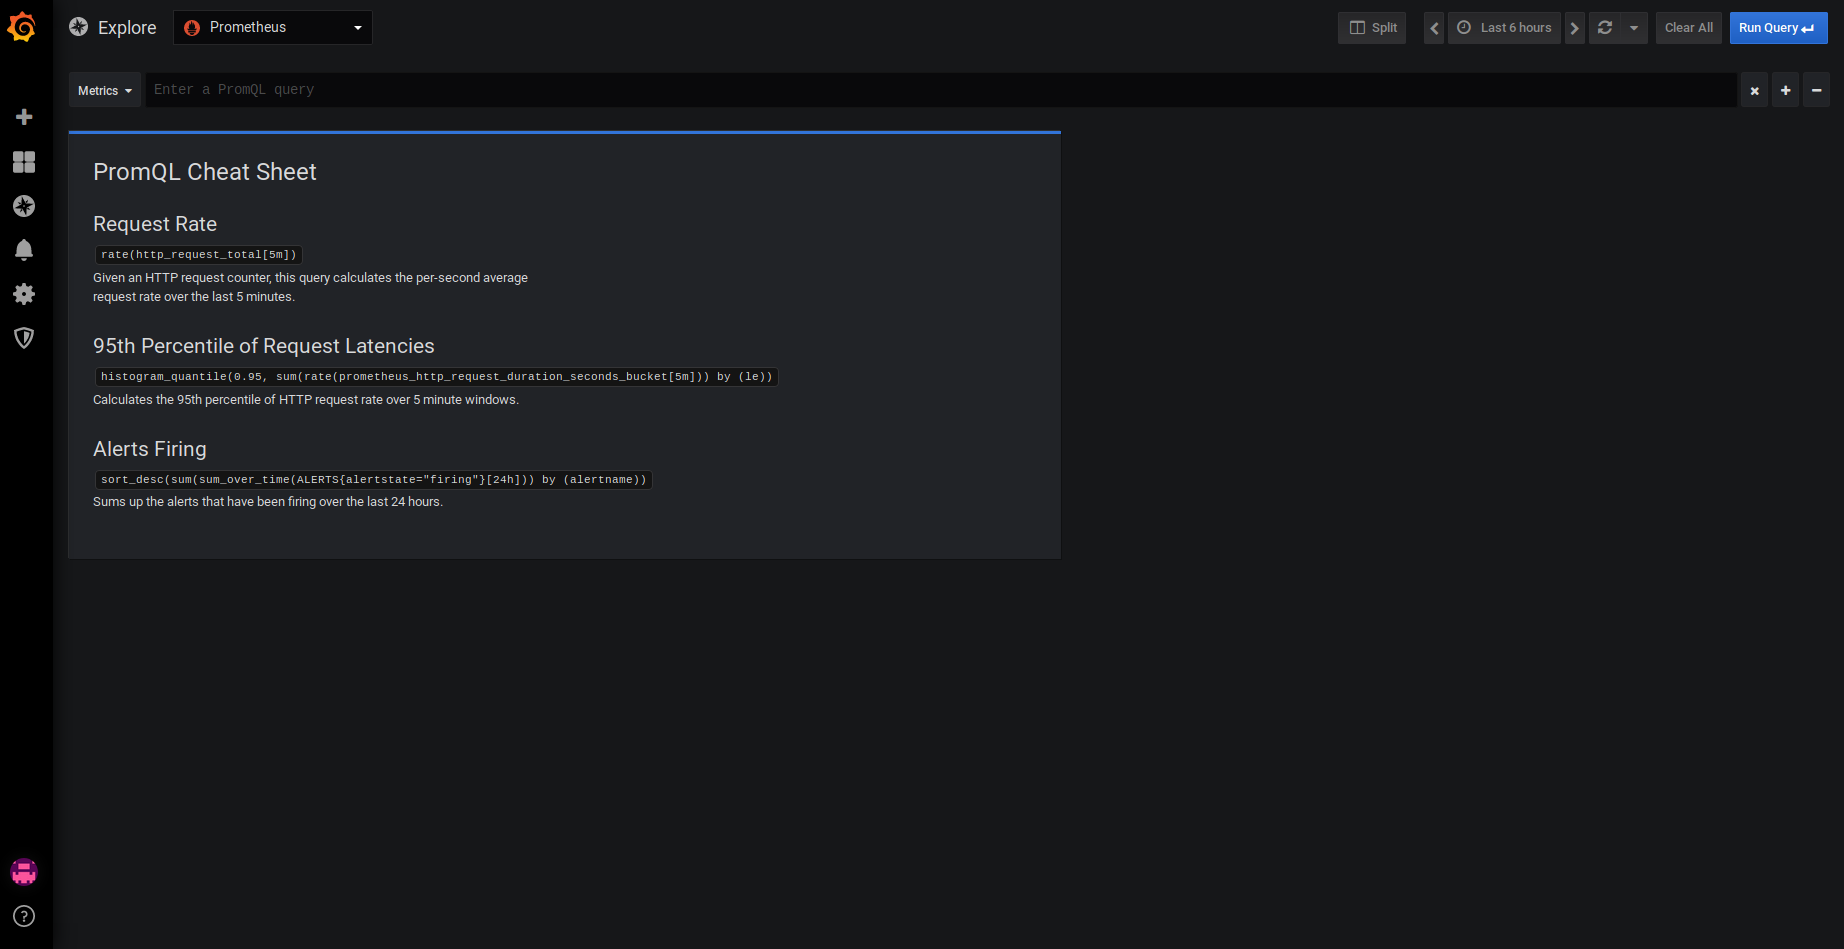 Explore
Prometheus
Split
Last 6 hours
Clear All
Run Query
Metrics
Enter a PromQL query
PromQL Cheat Sheet
Request Rate
rate(http_request_total[5m])
Given an HTTP request counter, this query calculates the per-second average
request rate over the last 5 minutes.
95th Percentile of Request Latencies
histogram_quantile(0.95, sum(rate(prometheus_http_request_duration_seconds_bucket[5m])) by (le))
Calculates the 95th percentile of HTTP request rate over 5 minute windows.
Alerts Firing
sort_desc(sum(sum_over_time(ALERTS{alertstate="firing"}[24h])) by (alertname))
Sums up the alerts that have been firing over the last 24 hours.